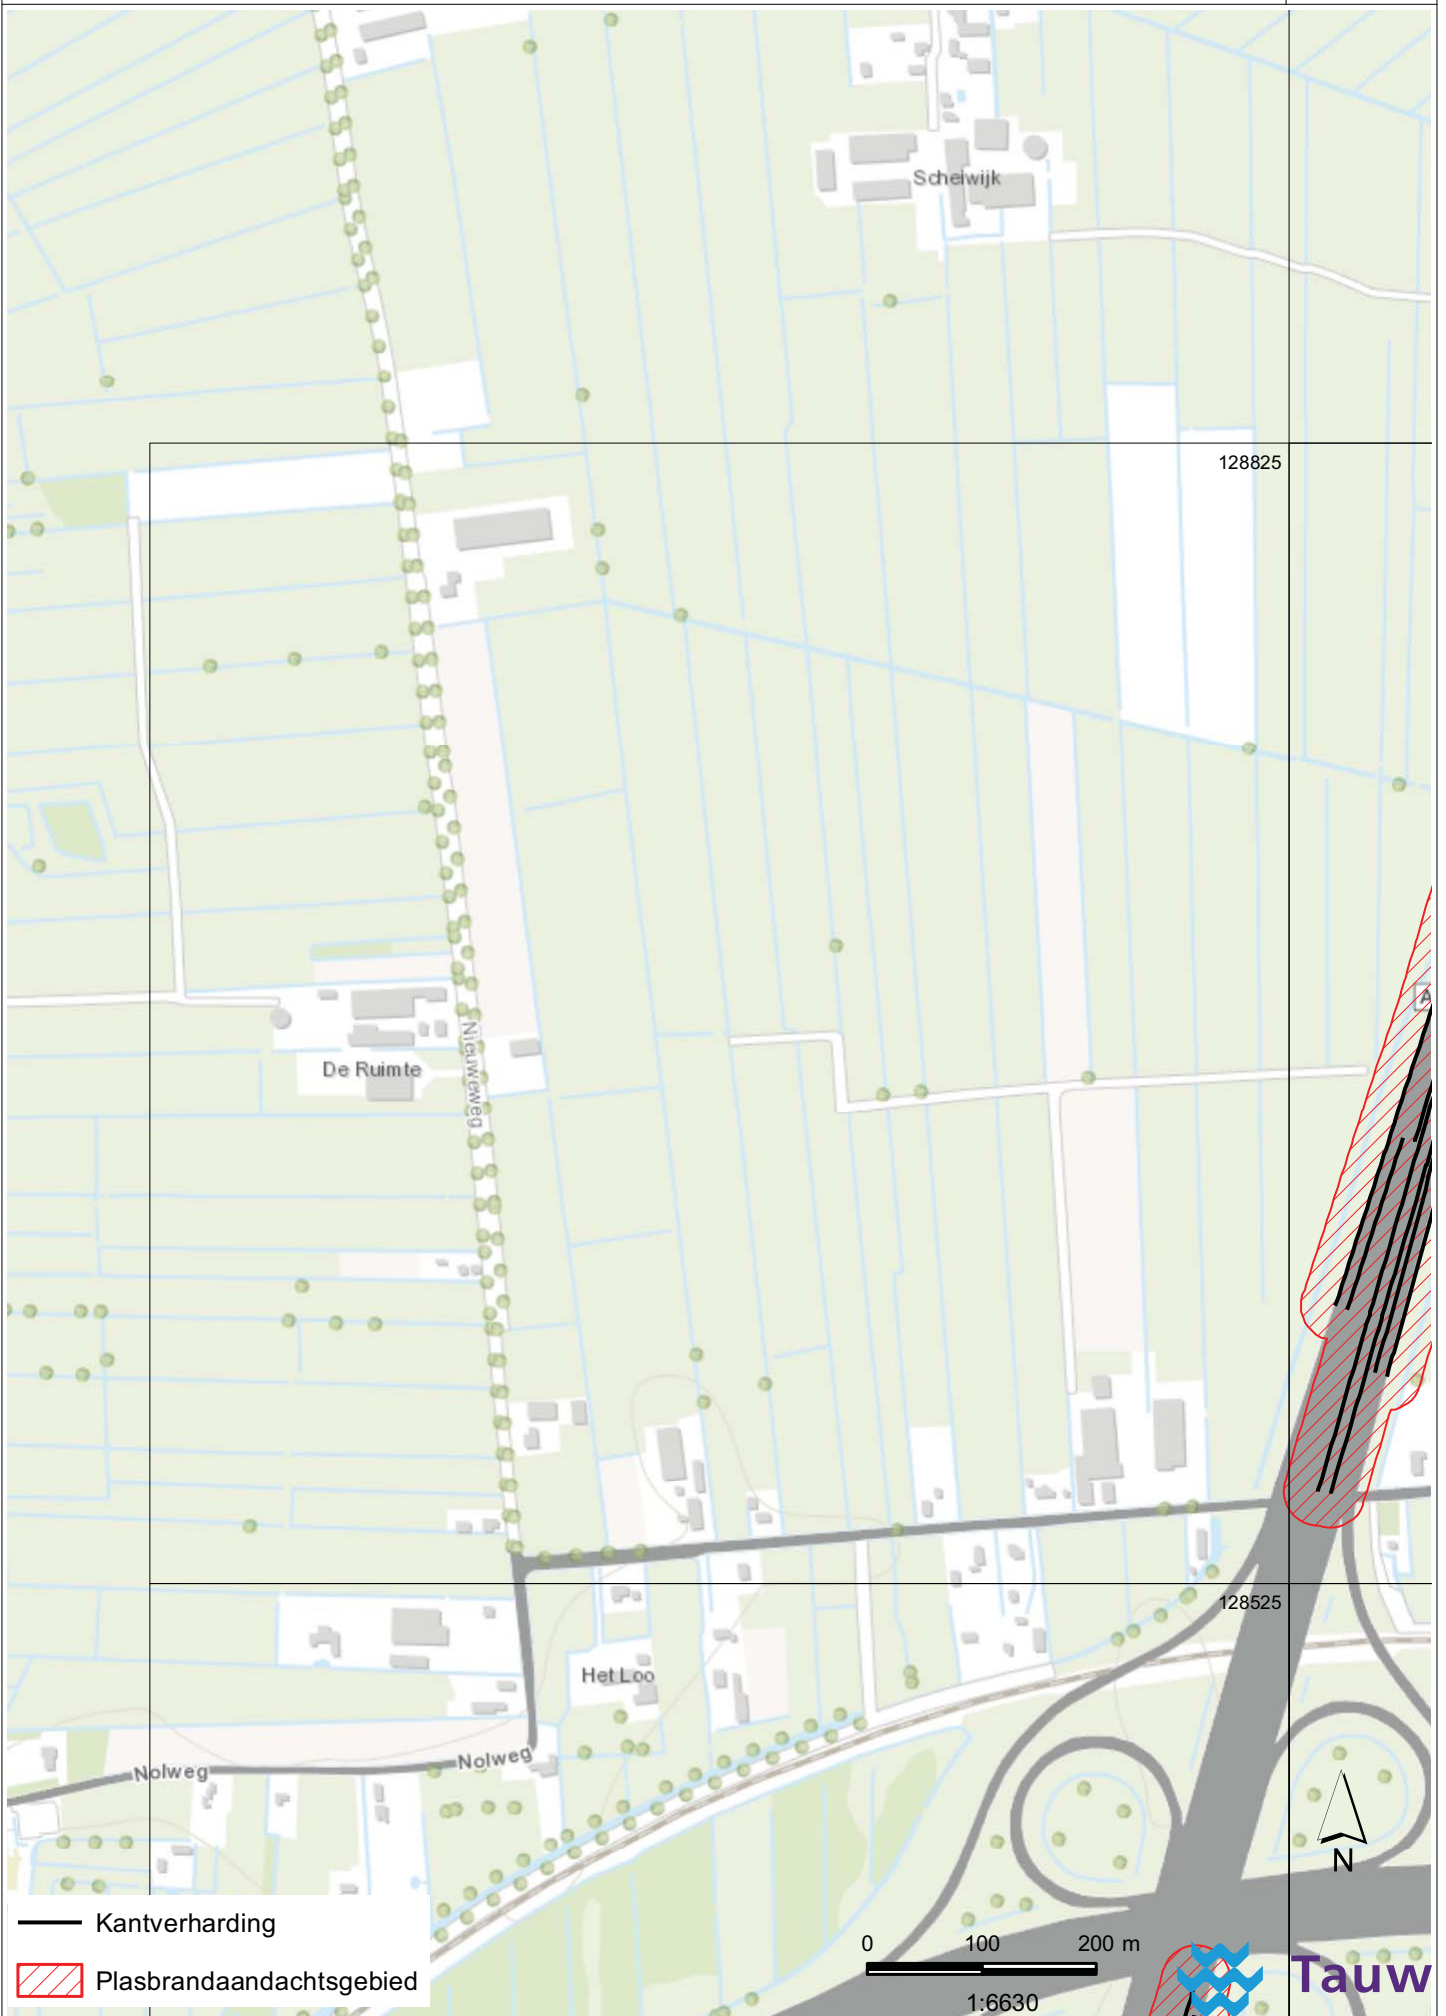 Scheiwijk
128825
A
De Ruimte
Nieuweweg
128525
Het Loo
Nolweg
Nolweg
N
Kantverharding
Plasbrandaandachtsgebied
0 100 200 m
1:6630
Tauw